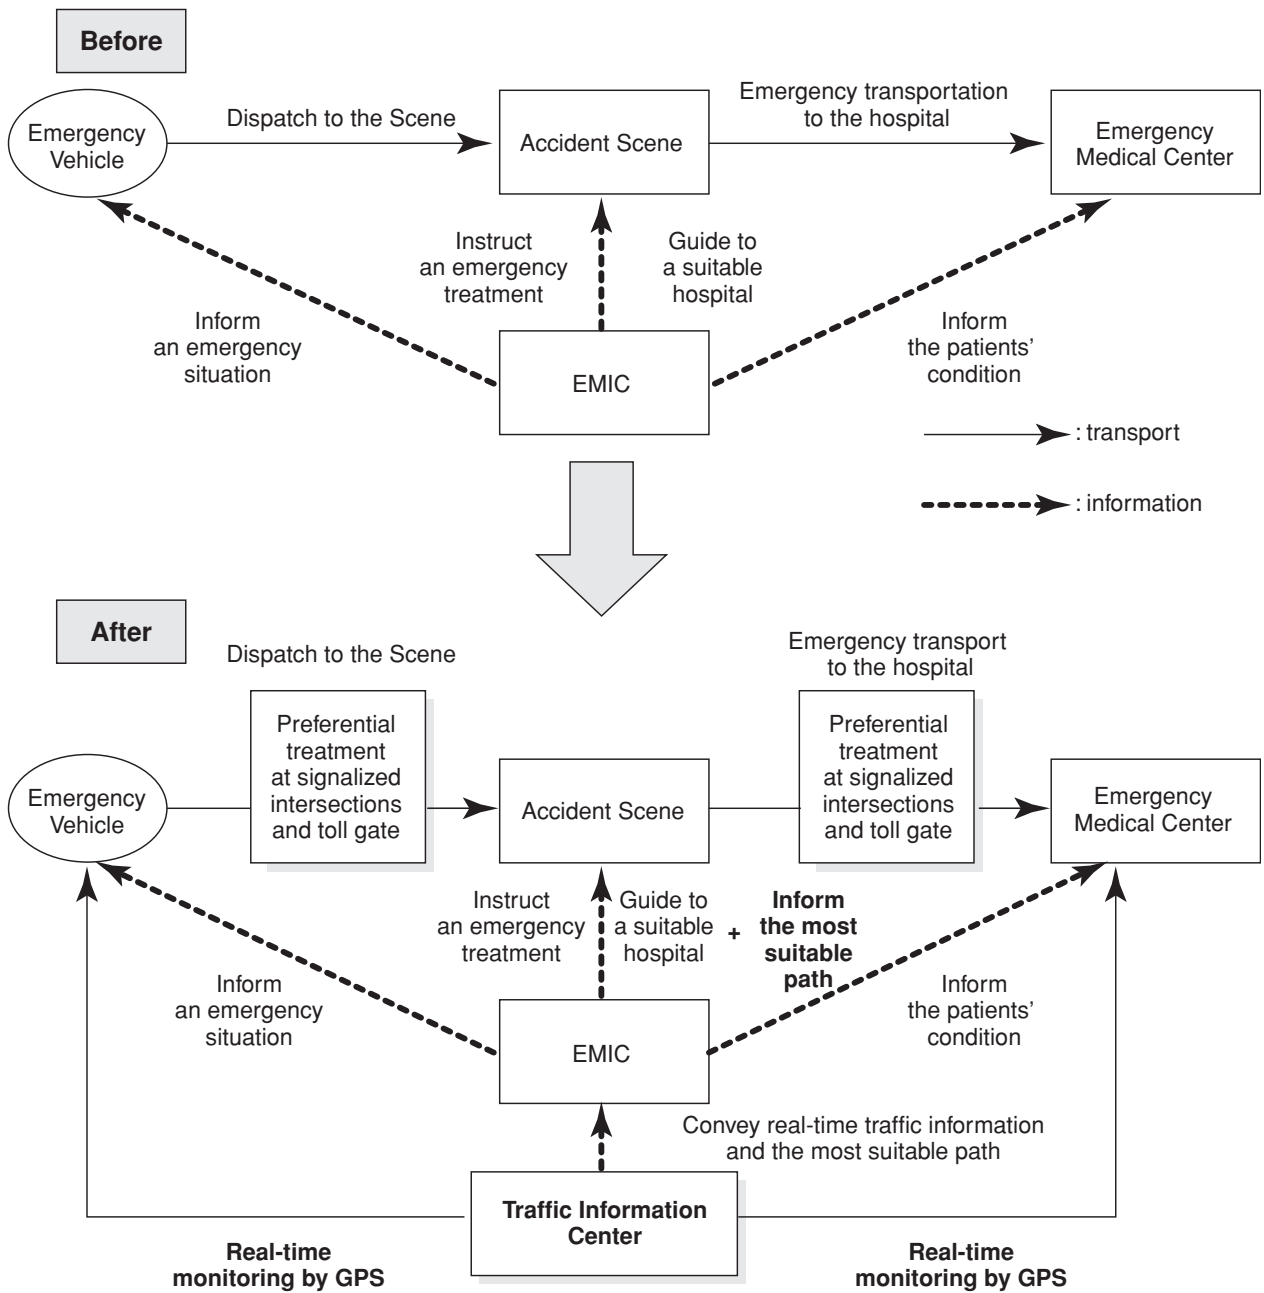 Before
Emergency
Vehicle
Dispatch to the Scene
Accident Scene
Emergency transportation
to the hospital
Emergency
Medical Center
Instruct
an emergency
treatment
Guide to
a suitable
hospital
Inform
an emergency
situation
EMIC
Inform
the patients’
condition
: transport
: information
After
Dispatch to the Scene
Emergency transport
to the hospital
Emergency
Vehicle
Preferential
treatment
at signalized
intersections
and toll gate
Accident Scene
Preferential
treatment
at signalized
intersections
and toll gate
Emergency
Medical Center
Instruct
an emergency
treatment
Guide to
a suitable
hospital
+
Inform
the most
suitable
path
Inform
an emergency
situation
EMIC
Inform
the patients’
condition
Convey real-time traffic information
and the most suitable path
Traffic Information
Center
Real-time
monitoring by GPS
Real-time
monitoring by GPS